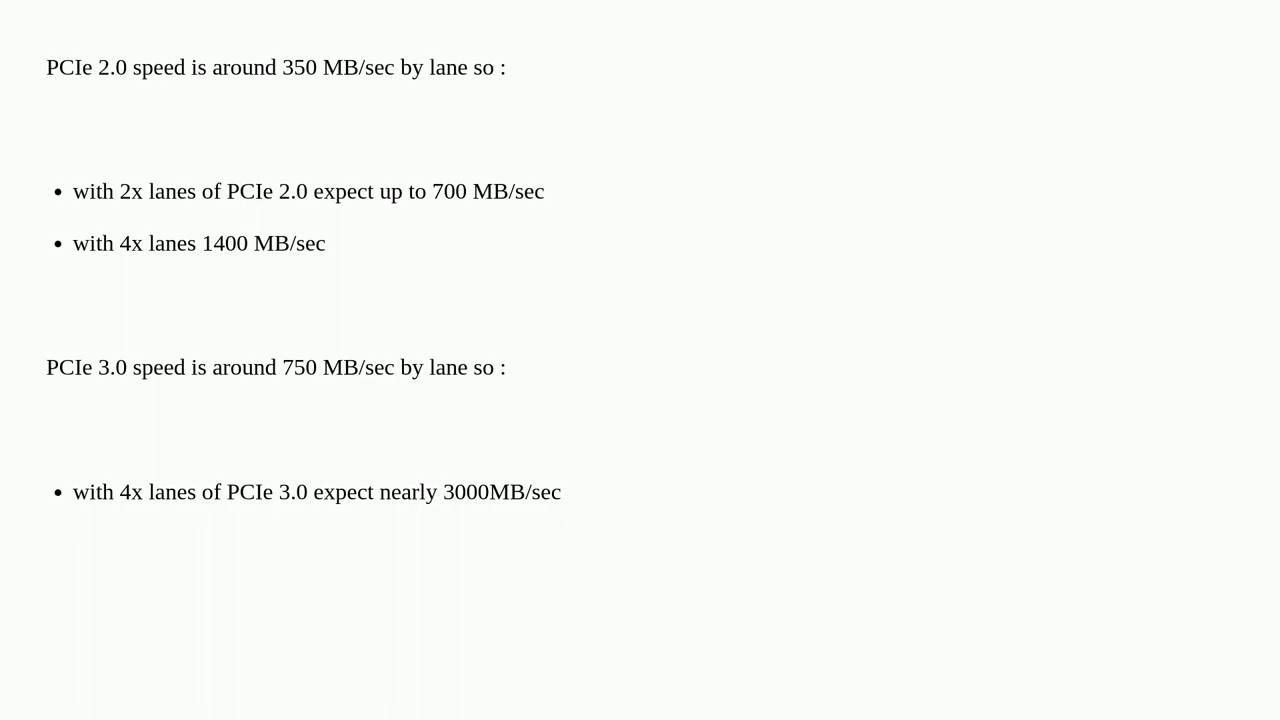 PCIe 2.0 speed is around 350 MB/sec by lane so :
• with 2x lanes of PCIe 2.0 expect up to 700 MB/sec
• with 4x lanes 1400 MB/sec
PCIe 3.0 speed is around 750 MB/sec by lane so :
• with 4x lanes of PCIe 3.0 expect nearly 3000MB/sec